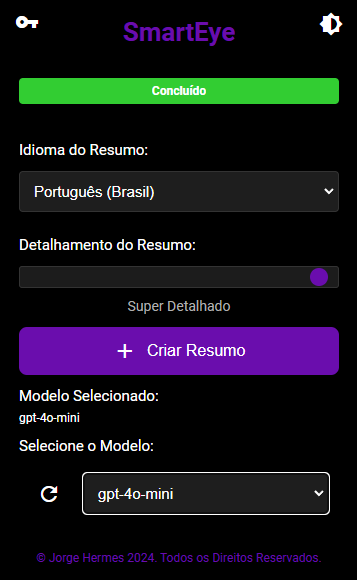 SmartEye
Concluído
Idioma do Resumo:
Português (Brasil)
Detalhamento do Resumo:
Super Detalhado
+ Criar Resumo
Modelo Selecionado:
gpt-4o-mini
Selecione o Modelo:
gpt-4o-mini
© Jorge Hermes 2024. Todos os Direitos Reservados.